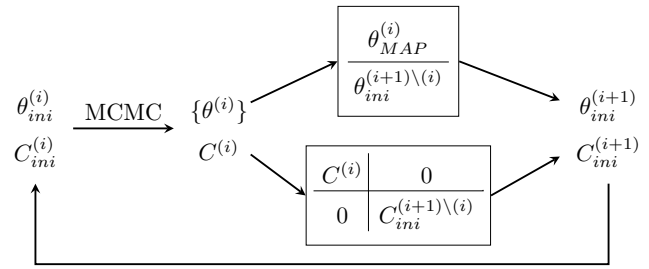 θ_{ini}^{(i)}
C_{ini}^{(i)}
MCMC
{θ^{(i)}}
C^{(i)}
θ_{MAP}^{(i)}
θ_{ini}^{(i+1)\(i)}
C^{(i)} 0
0 C_{ini}^{(i+1)\(i)}
θ_{ini}^{(i+1)}
C_{ini}^{(i+1)}